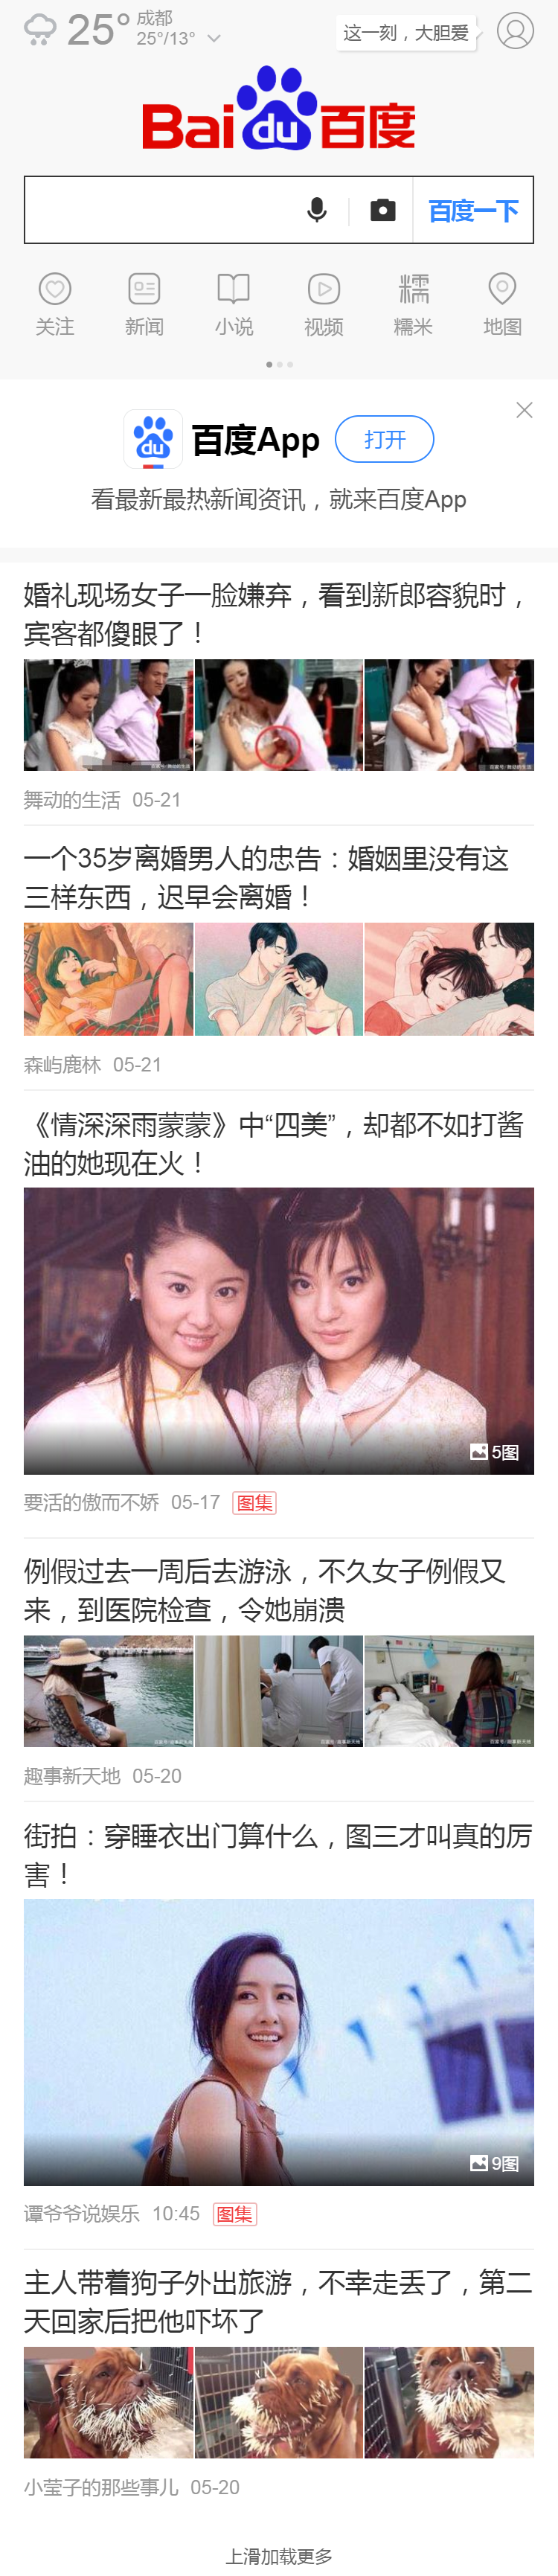 25°
成都
25°/13°
这一刻，大胆爱
Bai du 百度
百度一下
关注
新闻
小说
视频
糯
糯米
地图
du
百度App
打开
看最新最热新闻资讯，就来百度App
婚礼现场女子一脸嫌弃，看到新郎容貌时，
宾客都傻眼了！
舞动的生活 05-21
一个35岁离婚男人的忠告：婚姻里没有这
三样东西，迟早会离婚！
森屿鹿林 05-21
《情深深雨蒙蒙》中“四美”，却都不如打酱
油的她现在火！
5图
要活的傲而不娇 05-17 图集
例假过去一周后去游泳，不久女子例假又
来，到医院检查，令她崩溃
趣事新天地 05-20
街拍：穿睡衣出门算什么，图三才叫真的厉
害！
9图
谭爷爷说娱乐 10:45 图集
主人带着狗子外出旅游，不幸走丢了，第二
天回家后把他吓坏了
小莹子的那些事儿 05-20
上滑加载更多